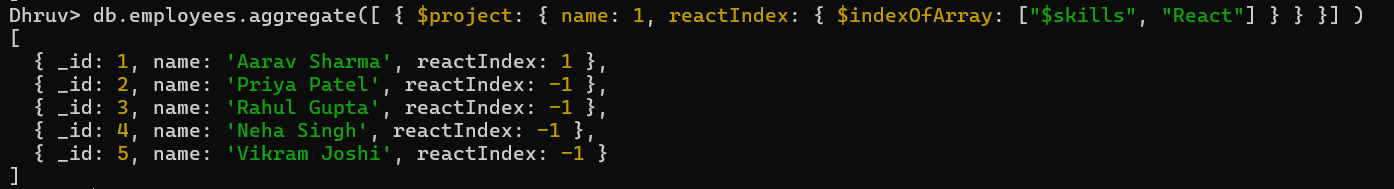 Dhruv> db.employees.aggregate([ { $project: { name: 1, reactIndex: { $indexOfArray: ["$skills", "React"] } } }] )
[
  { _id: 1, name: 'Aarav Sharma', reactIndex: 1 },
  { _id: 2, name: 'Priya Patel', reactIndex: -1 },
  { _id: 3, name: 'Rahul Gupta', reactIndex: -1 },
  { _id: 4, name: 'Neha Singh', reactIndex: -1 },
  { _id: 5, name: 'Vikram Joshi', reactIndex: -1 }
]